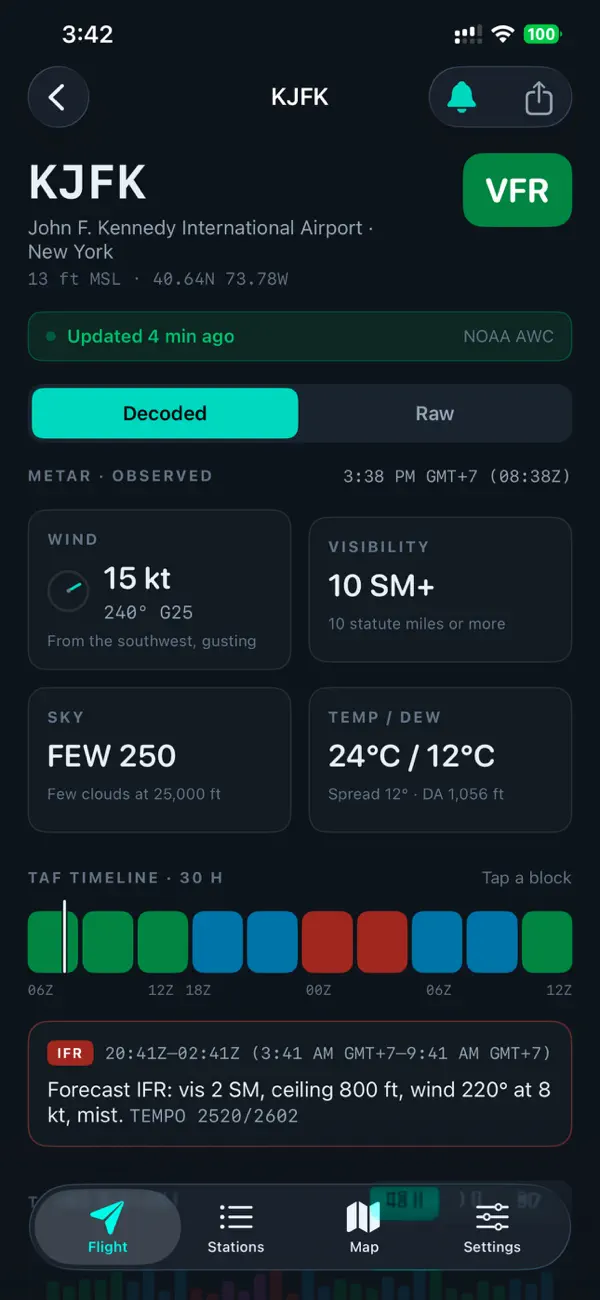 3:42
100
KJFK
KJFK
VFR
John F. Kennedy International Airport ·
New York
13 ft MSL · 40.64N 73.78W
Updated 4 min ago
NOAA AWC
Decoded
Raw
METAR · OBSERVED
3:38 PM GMT+7 (08:38Z)
WIND
15 kt
240° G25
From the southwest, gusting
VISIBILITY
10 SM+
10 statute miles or more
SKY
FEW 250
Few clouds at 25,000 ft
TEMP / DEW
24°C / 12°C
Spread 12° · DA 1,056 ft
TAF TIMELINE · 30 H
Tap a block
06Z 12Z 18Z 00Z 06Z 12Z
IFR
20:41Z–02:41Z (3:41 AM GMT+7–9:41 AM GMT+7)
Forecast IFR: vis 2 SM, ceiling 800 ft, wind 220° at 8
kt, mist. TEMPO 2520/2602
Flight
Stations
Map
Settings